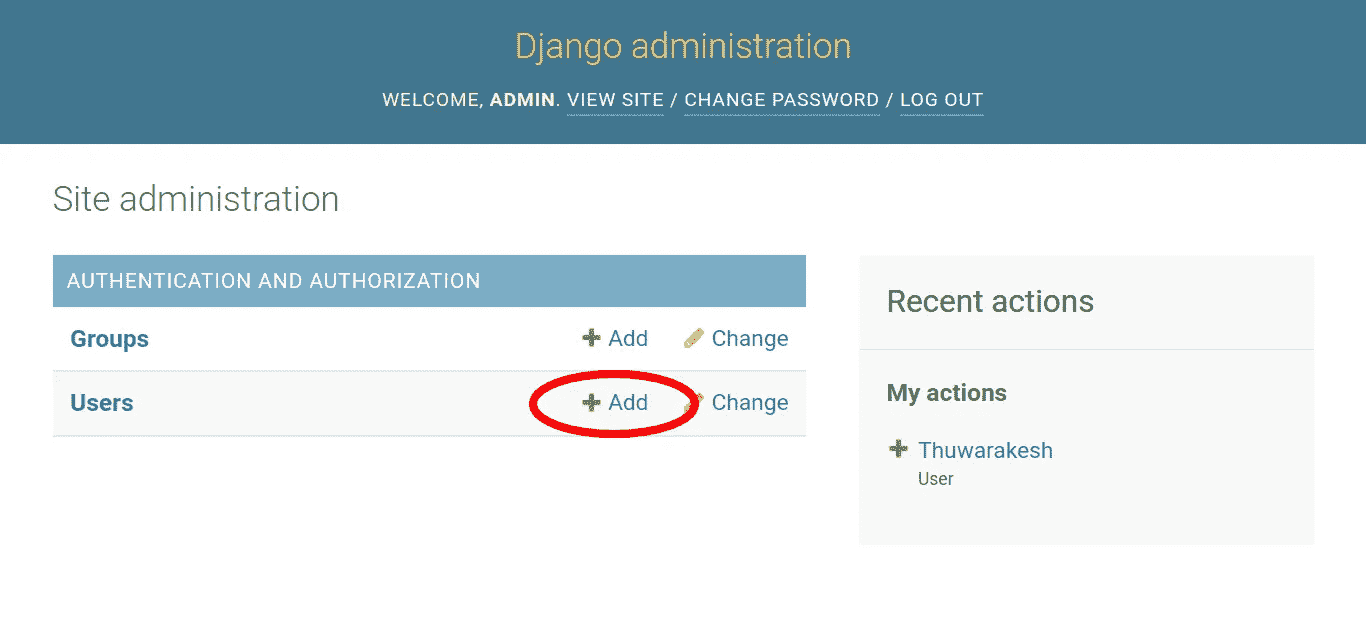 Django administration
WELCOME, ADMIN. VIEW SITE / CHANGE PASSWORD / LOG OUT
Site administration
AUTHENTICATION AND AUTHORIZATION
Groups Add Change
Users Add Change
Recent actions
My actions
Thuwarakesh
User